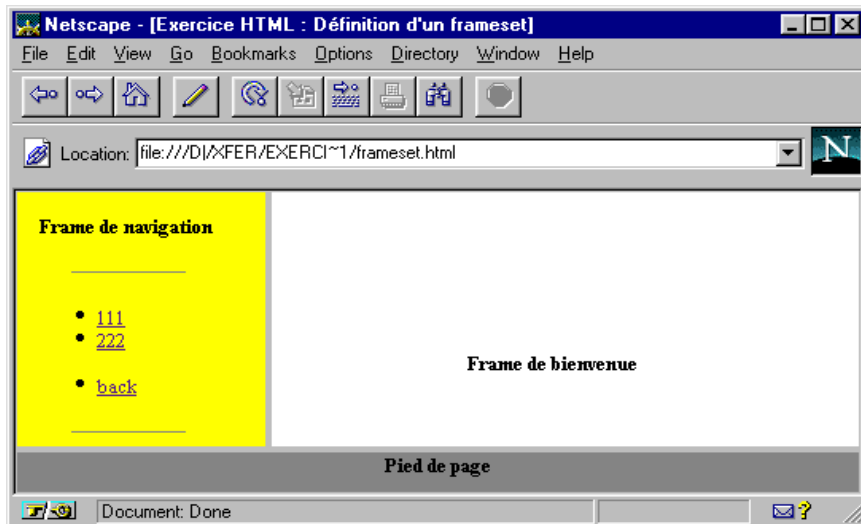 Netscape - [Exercice HTML : Définition d'un frameset]
File Edit View Go Bookmarks Options Directory Window Help
Location: file:///D|/XFER/EXERCI~1/frameset.html
N
Frame de navigation
111
222
back
Frame de bienvenue
Pied de page
Document: Done